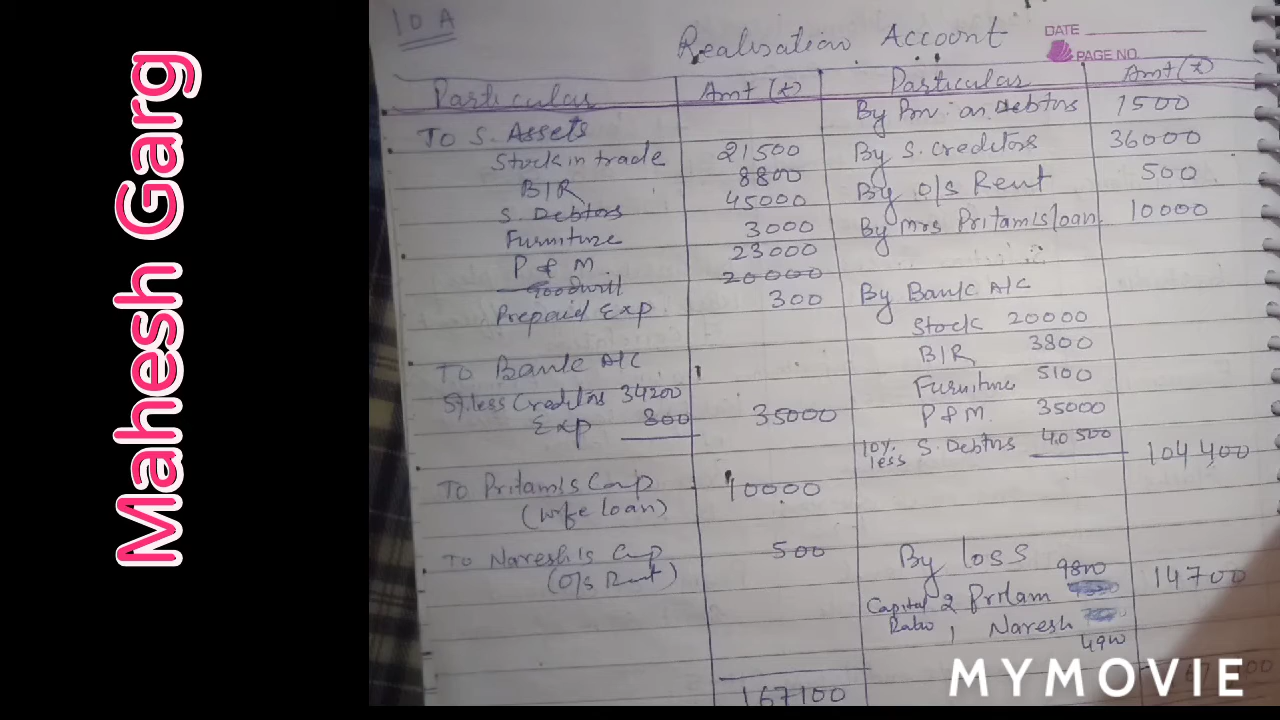 Mahesh Garg
10 A
Realisation Account
DATE
PAGE NO.
Particulars Amt (₹) Particulars Amt (₹)
To S. Assets
Stock in trade 21500
B/R 8800
S. Debtors 45000
Furniture 3000
P & M 23000
Goodwill 20000
Prepaid Exp 300
To Bank A/C
5% less Creditors 34200
Exp 800 35000
To Pritam's Cap 10000
(wife loan)
To Naresh's Cap 500
(O/s Rent)
167100
By Prov. on Debtors 1500
By S. Creditors 36000
By O/s Rent 500
By Mrs Pritam's loan 10000
By Bank A/C
Stock 20000
B/R 3800
Furniture 5100
P & M 35000
10% less S. Debtors 40500 104400
By loss 14700
9800
Capital 2 Pritam
Ratio 1 Naresh
4900
MYMOVIE